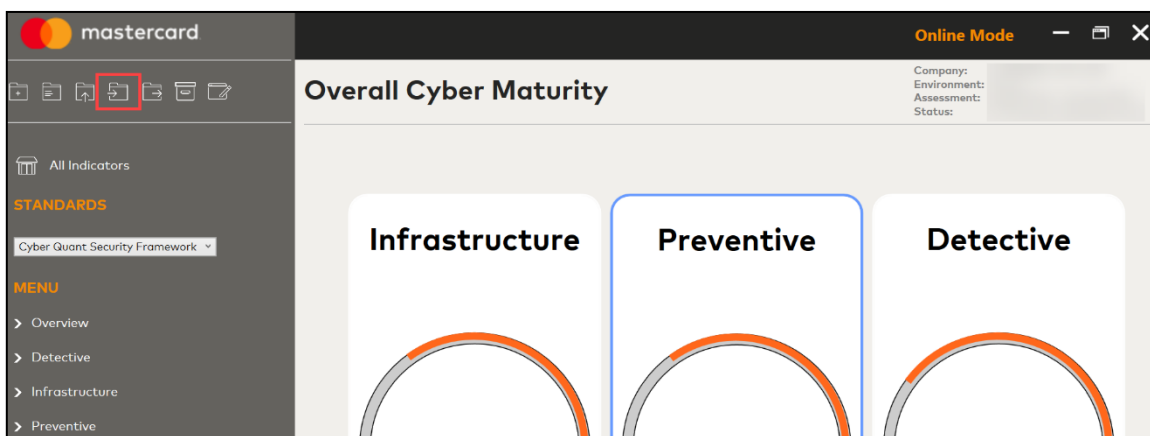 mastercard
Online Mode
Overall Cyber Maturity
Company:
Environment:
Assessment:
Status:
All Indicators
STANDARDS
Cyber Quant Security Framework
MENU
Overview
Detective
Infrastructure
Preventive
Infrastructure
Preventive
Detective